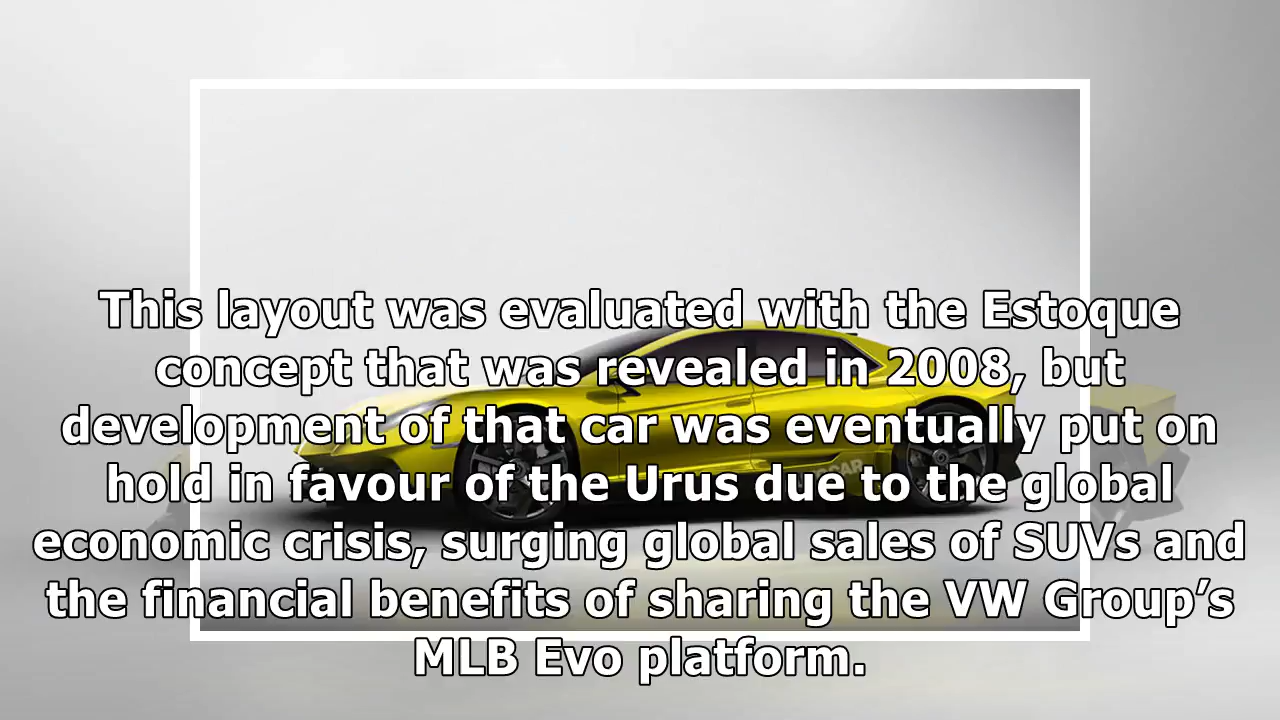 This layout was evaluated with the Estoque
concept that was revealed in 2008, but
development of that car was eventually put on
hold in favour of the Urus due to the global
economic crisis, surging global sales of SUVs and
the financial benefits of sharing the VW Group’s
MLB Evo platform.